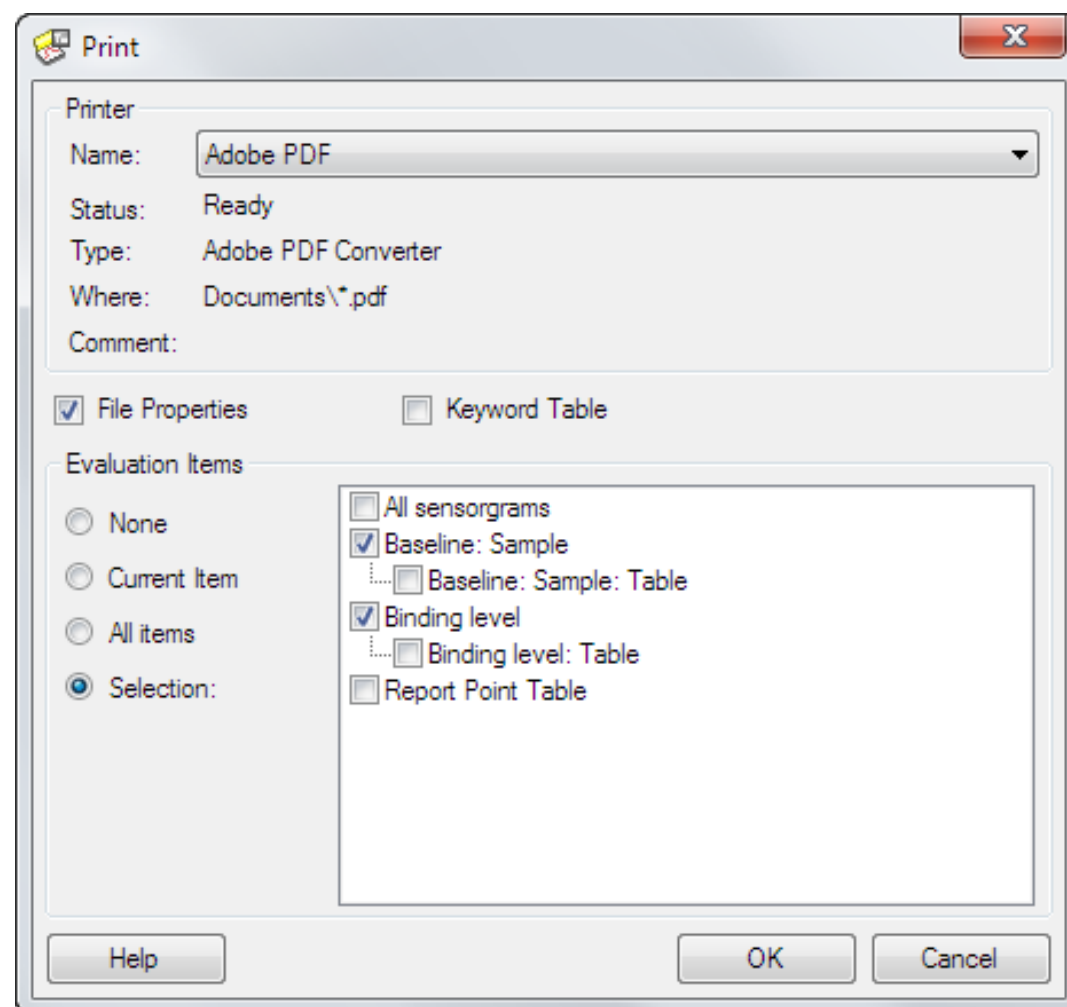 Print
Printer
Name: Adobe PDF
Status: Ready
Type: Adobe PDF Converter
Where: Documents\*.pdf
Comment:
File Properties Keyword Table
Evaluation Items
None
Current Item
All items
Selection:
All sensorgrams
Baseline: Sample
Baseline: Sample: Table
Binding level
Binding level: Table
Report Point Table
Help OK Cancel